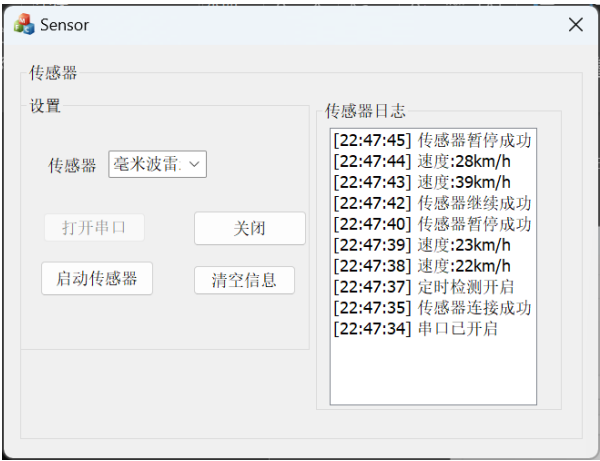 Sensor
传感器
设置
传感器 毫米波雷.
打开串口
关闭
启动传感器
清空信息
传感器日志
[22:47:45] 传感器暂停成功
[22:47:44] 速度:28km/h
[22:47:43] 速度:39km/h
[22:47:42] 传感器继续成功
[22:47:40] 传感器暂停成功
[22:47:39] 速度:23km/h
[22:47:38] 速度:22km/h
[22:47:37] 定时检测开启
[22:47:35] 传感器连接成功
[22:47:34] 串口已开启